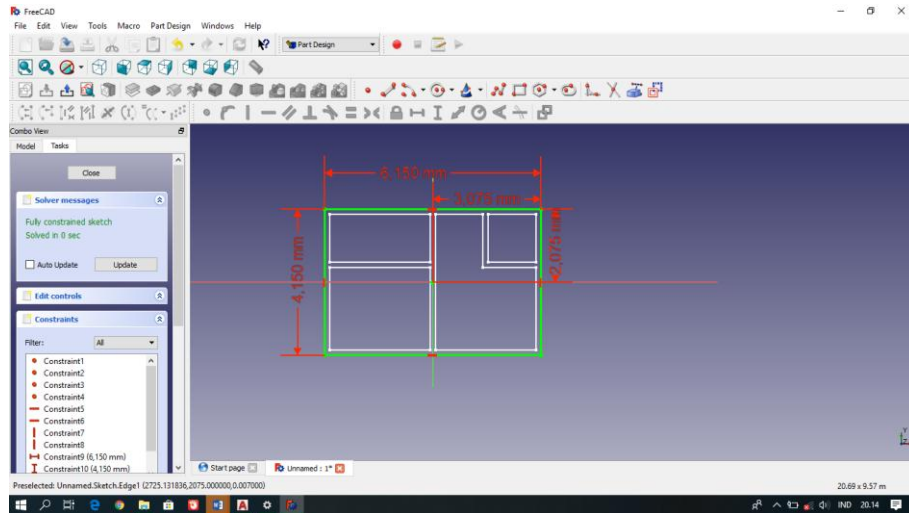 FreeCAD
File Edit View Tools Macro Part Design Windows Help
Part Design
Combo View
Model Tasks
Close
Solver messages
Fully constrained sketch
Solved in 0 sec
Auto Update Update
Edit controls
Constraints
Filter: All
Constraint1
Constraint2
Constraint3
Constraint4
Constraint5
Constraint6
Constraint7
Constraint8
Constraint9 (6,150 mm)
Constraint10 (4,150 mm)
6,150 mm
3,075 mm
4,150 mm
2,075 mm
Y
Z
Start page Unnamed : 1*
Preselected: Unnamed.Sketch.Edge1 (2725.131836,2075.000000,0.007000) 20.69 x 9.57 m
IND 20.14